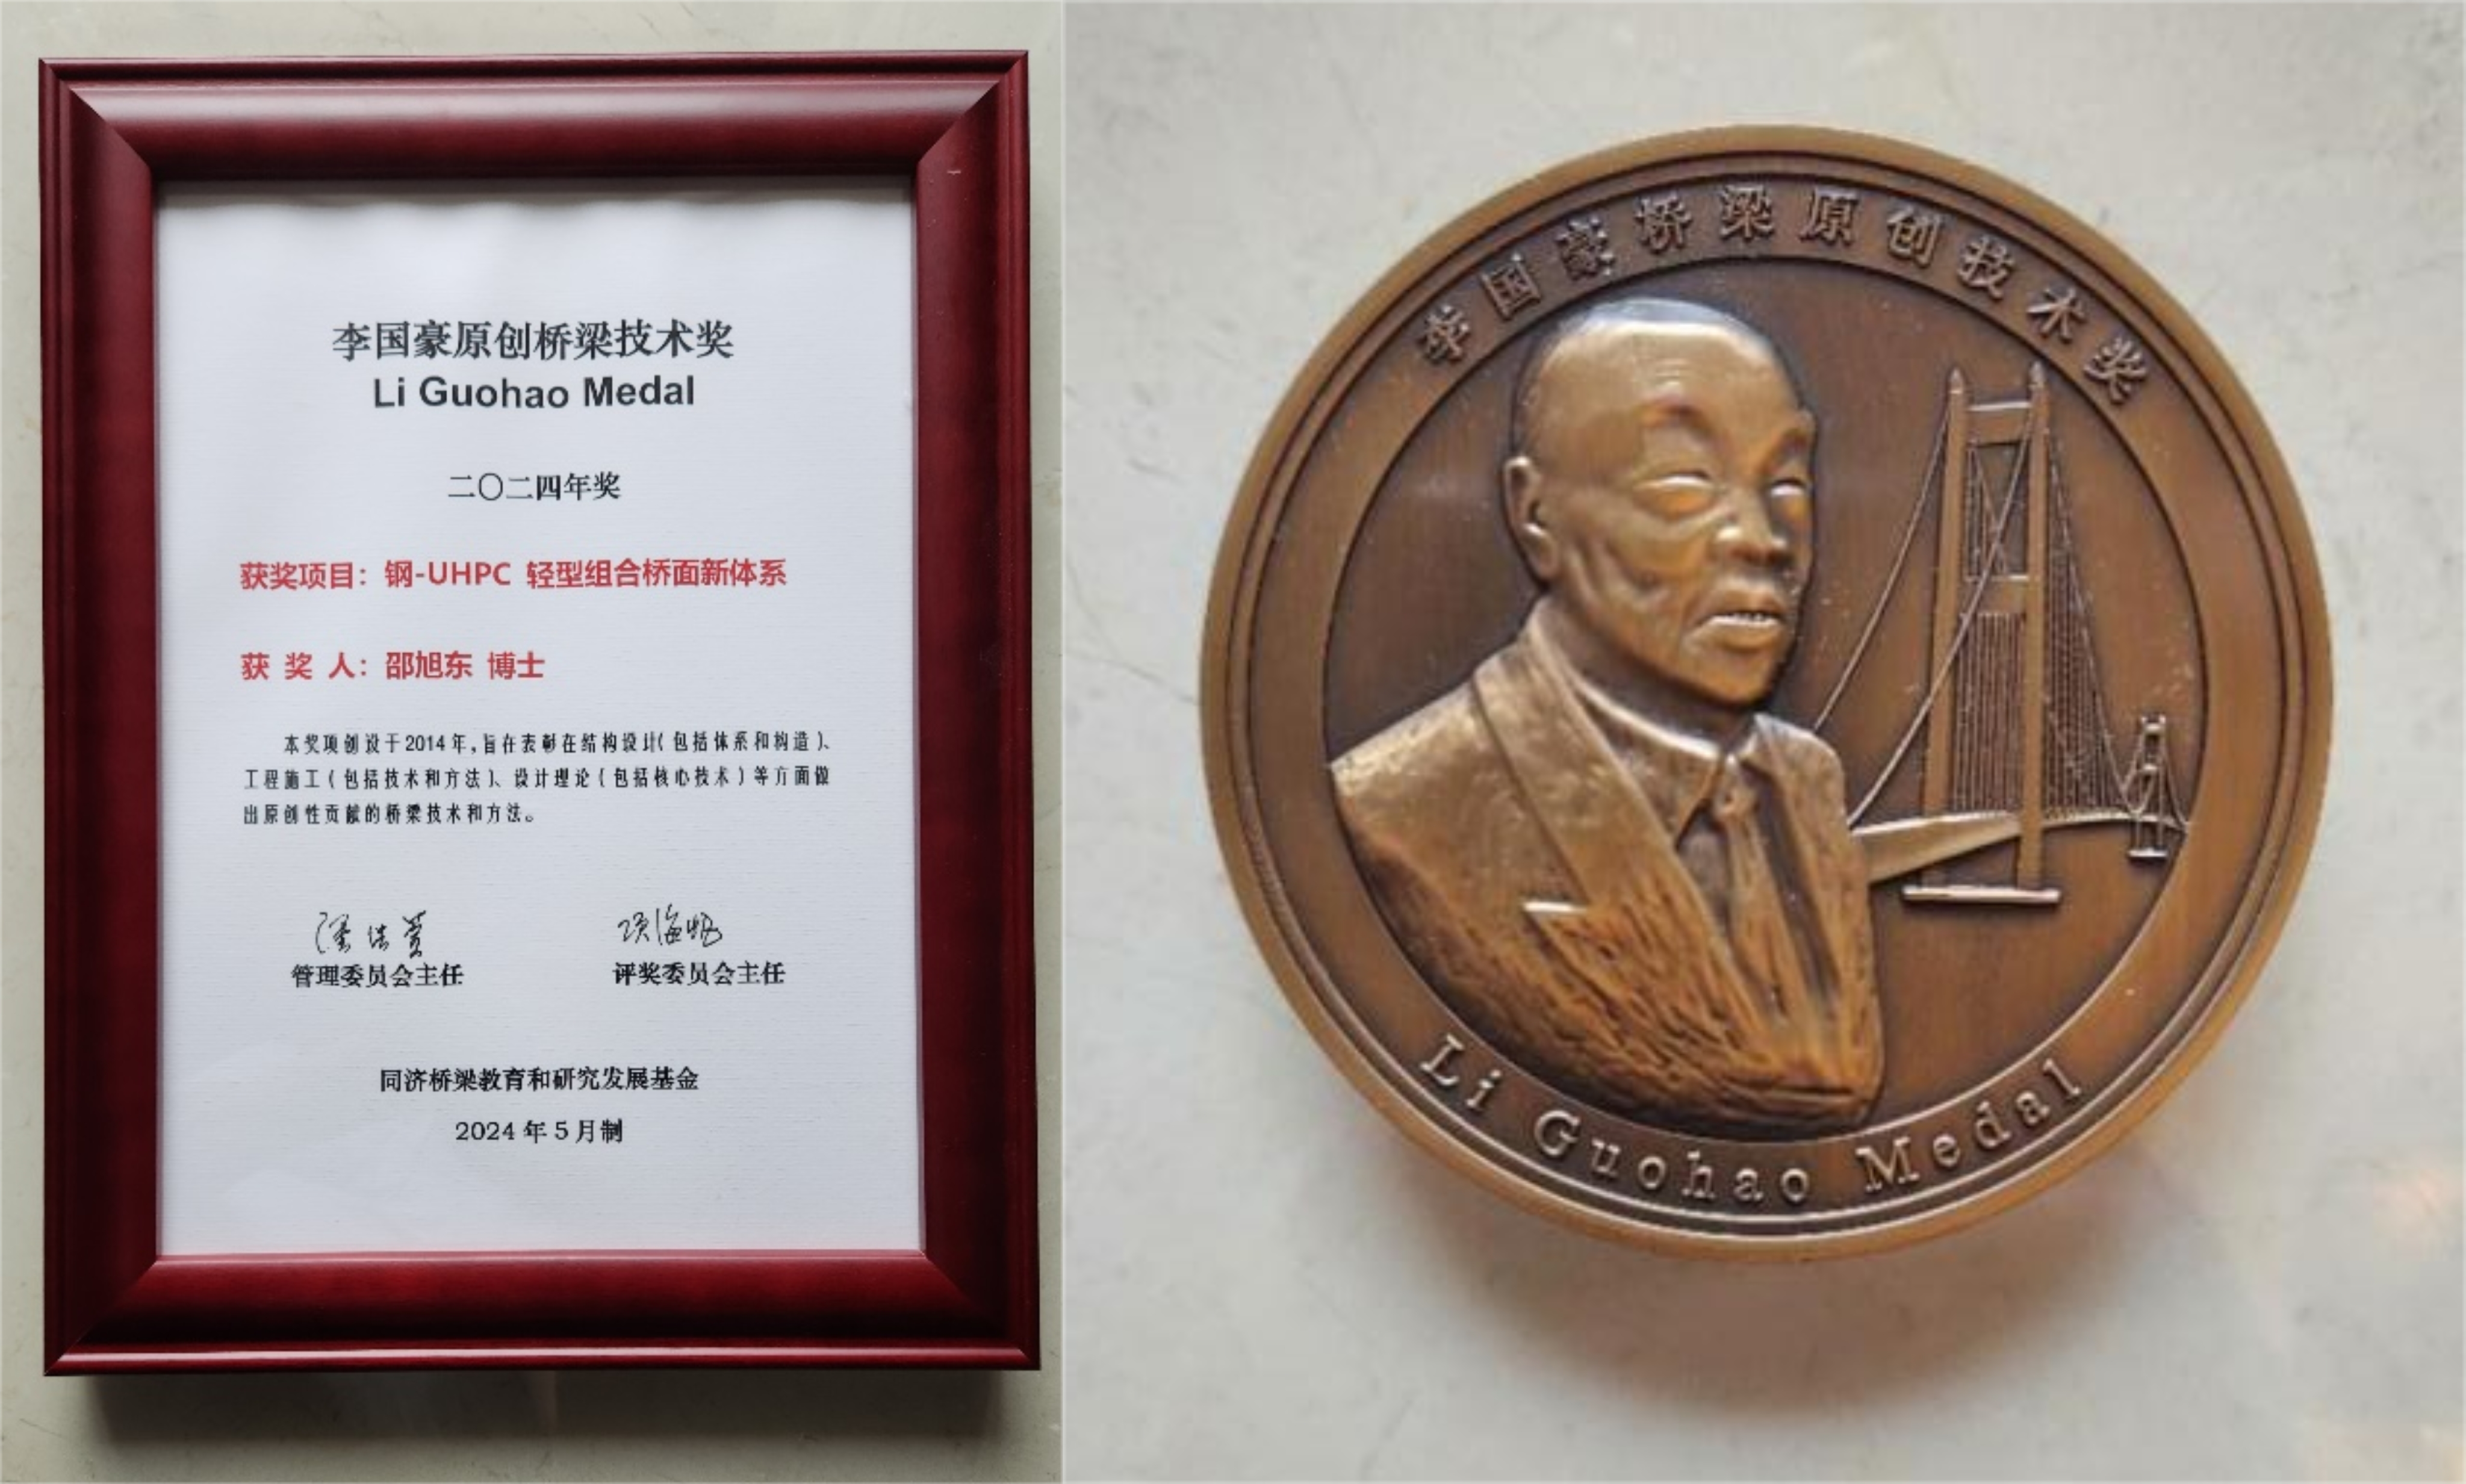 李国豪原创桥梁技术奖
Li Guohao Medal
二〇二四年奖
获奖项目：钢-UHPC 轻型组合桥面新体系
获 奖 人：邵旭东 博士
本奖项创设于2014年，旨在表彰在结构设计（包括体系和构造）、
工程施工（包括技术和方法）、设计理论（包括核心技术）等方面做
出原创性贡献的桥梁技术和方法。
项海帆
管理委员会主任
评奖委员会主任
同济桥梁教育和研究发展基金
2024年5月制
李国豪桥梁原创技术奖
Li Guohao Medal